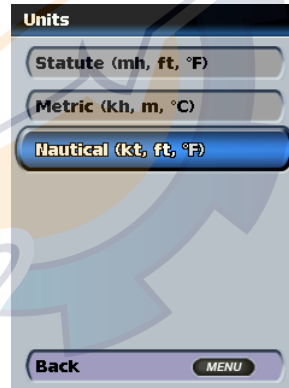 Units
Statute (mh, ft, °F)
Metric (kh, m, °C)
Nautical (kt, ft, °F)
Back MENU